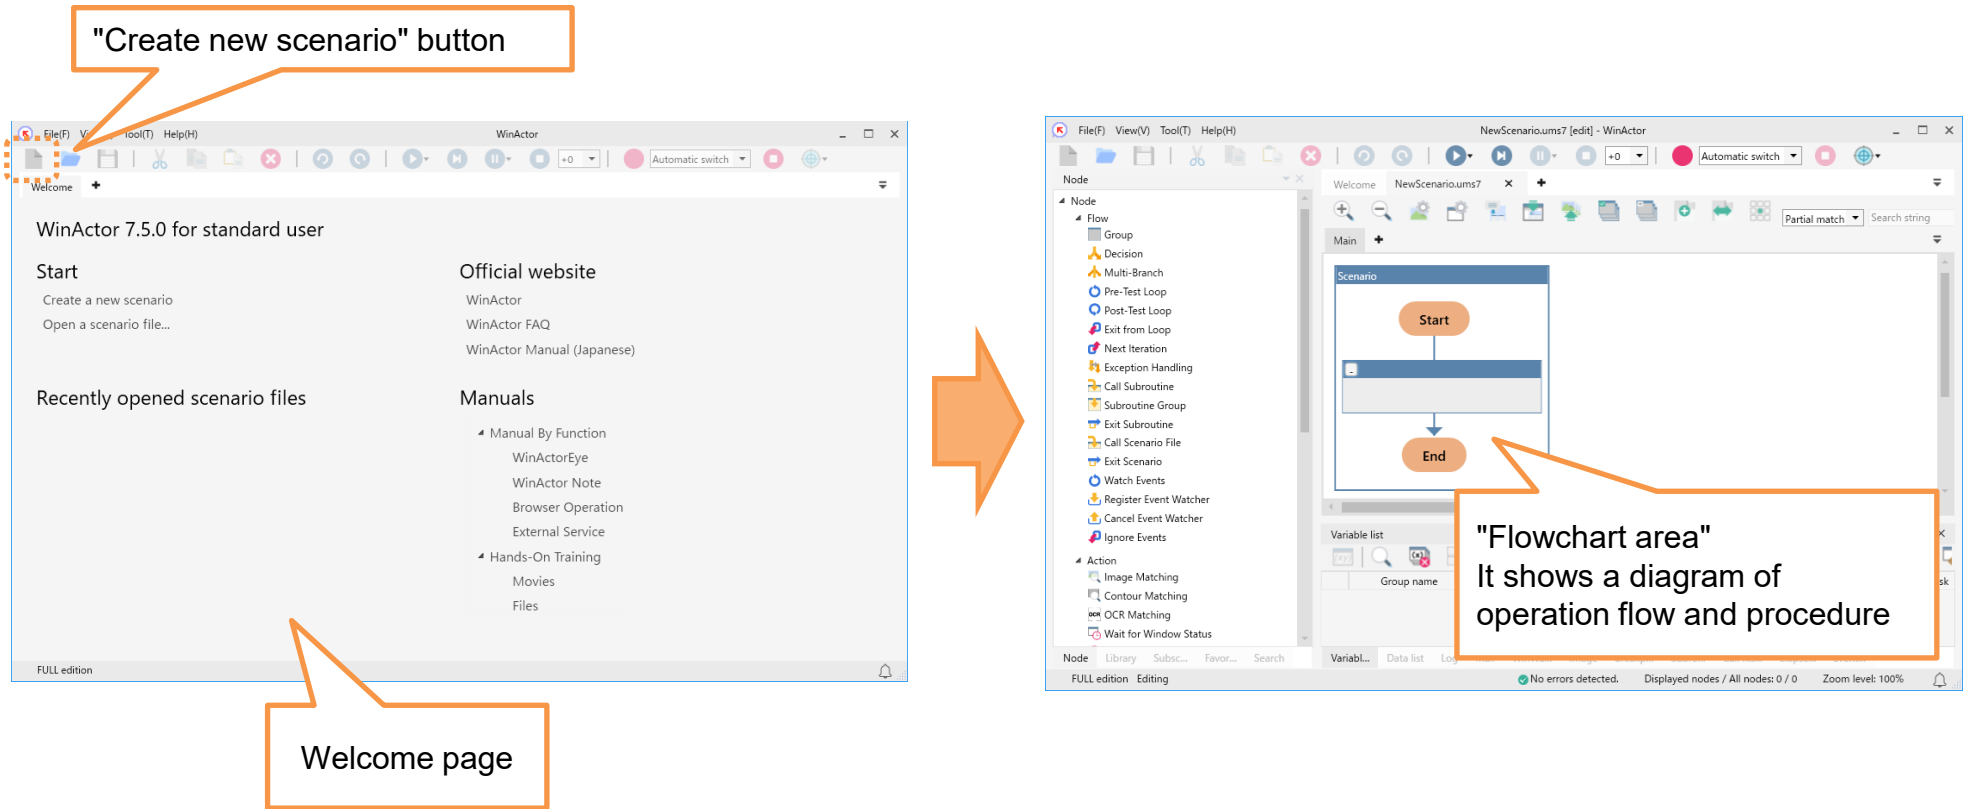 "Create new scenario" button
File(F) Tool(T) Help(H)
WinActor
+0
Automatic switch
Welcome
WinActor 7.5.0 for standard user
Start
Create a new scenario
Open a scenario file...
Official website
WinActor
WinActor FAQ
WinActor Manual (Japanese)
Recently opened scenario files
Manuals
Manual By Function
WinActorEye
WinActor Note
Browser Operation
External Service
Hands-On Training
Movies
Files
FULL edition
Welcome page
File(F) View(V) Tool(T) Help(H)
NewScenario.ums7 [edit] - WinActor
+0
Automatic switch
Node
Node
Flow
Group
Decision
Multi-Branch
Pre-Test Loop
Post-Test Loop
Exit from Loop
Next Iteration
Exception Handling
Call Subroutine
Subroutine Group
Exit Subroutine
Call Scenario File
Exit Scenario
Watch Events
Register Event Watcher
Cancel Event Watcher
Ignore Events
Action
Image Matching
Contour Matching
OCR Matching
Wait for Window Status
Node Library Subsc... Favor... Search
Welcome NewScenario.ums7
Partial match Search string
Main
Scenario
Start
End
"Flowchart area"
It shows a diagram of
operation flow and procedure
Variable list
Group name
Variabl... Data list
FULL edition Editing
No errors detected. Displayed nodes / All nodes: 0 / 0 Zoom level: 100%